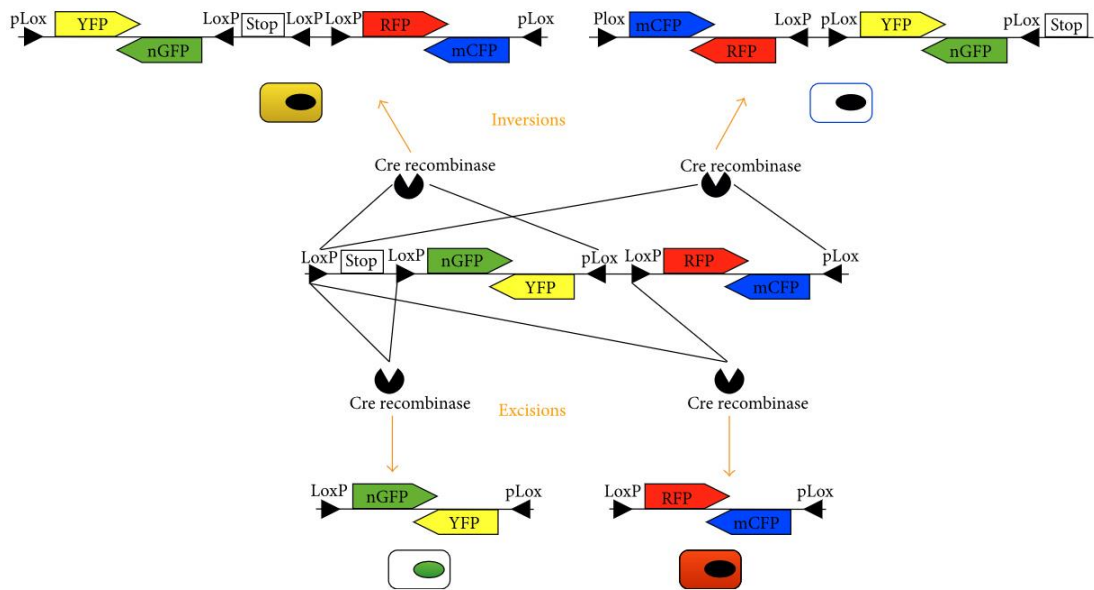 pLox YFP LoxP Stop LoxP LoxP RFP pLox
nGFP mCFP
Plox mCFP LoxP pLox YFP pLox Stop
RFP nGFP
Inversions
Cre recombinase Cre recombinase
LoxP Stop LoxP nGFP pLox LoxP RFP pLox
YFP mCFP
Cre recombinase Excisions Cre recombinase
LoxP nGFP pLox
YFP
LoxP RFP pLox
mCFP